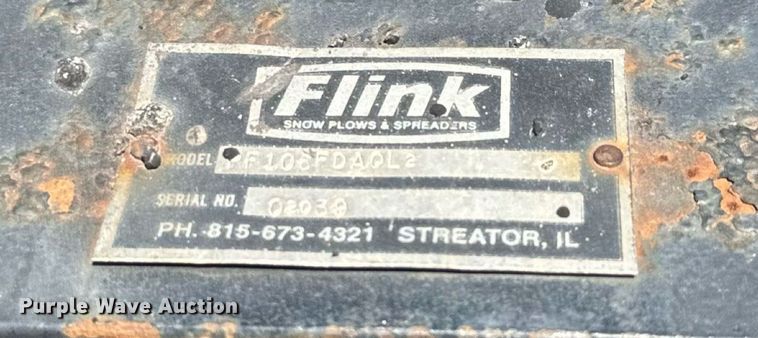 Flink
SNOW PLOWS & SPREADERS
MODEL
SERIAL NO.
PH. 815-673-4321 STREATOR, IL
Purple Wave Auction